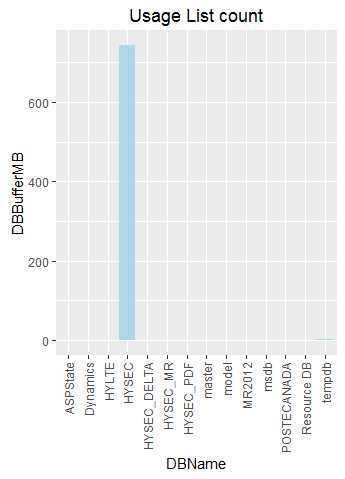 Usage List count
DBBufferMB
600
400
200
0
ASPState
Dynamics
HYLTE
HYSEC
HYSEC_DELTA
HYSEC_MR
HYSEC_PDF
master
model
MR2012
msdb
POSTECANADA
Resource DB
tempdb
DBName